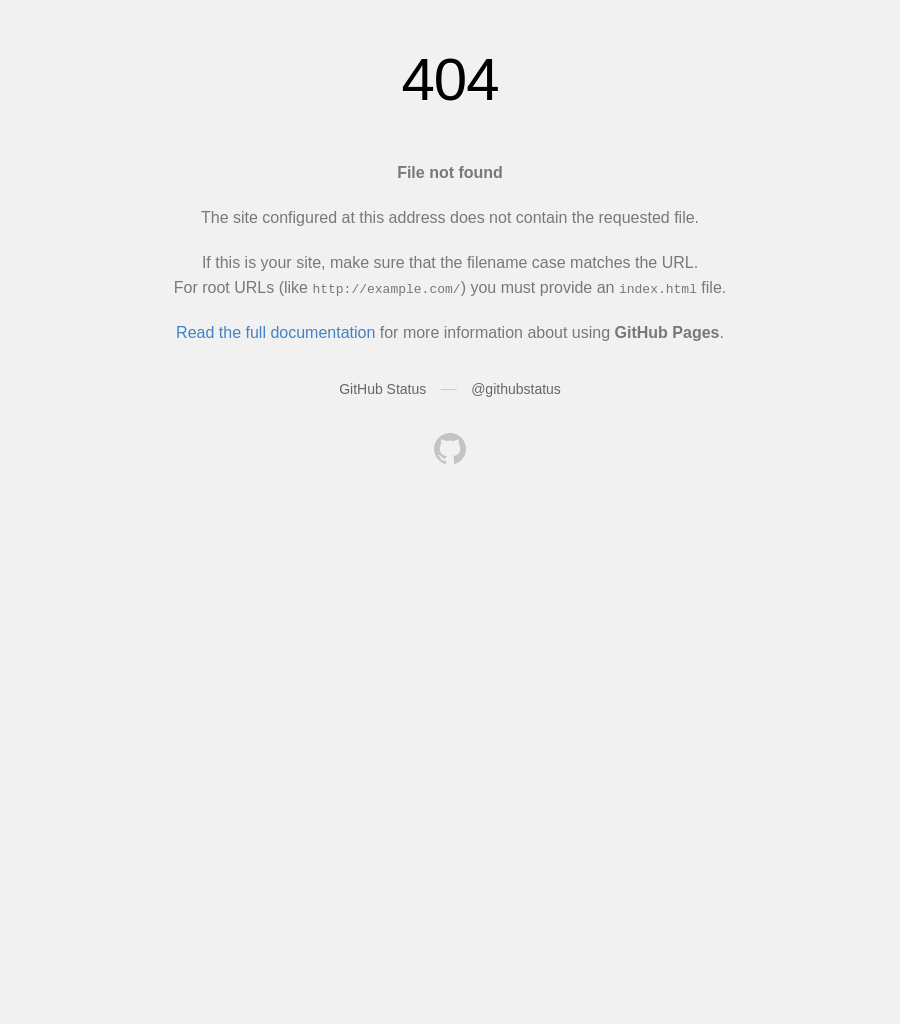 404
File not found
The site configured at this address does not contain the requested file.
If this is your site, make sure that the filename case matches the URL.
For root URLs (like http://example.com/) you must provide an index.html file.
Read the full documentation for more information about using GitHub Pages.
GitHub Status — @githubstatus